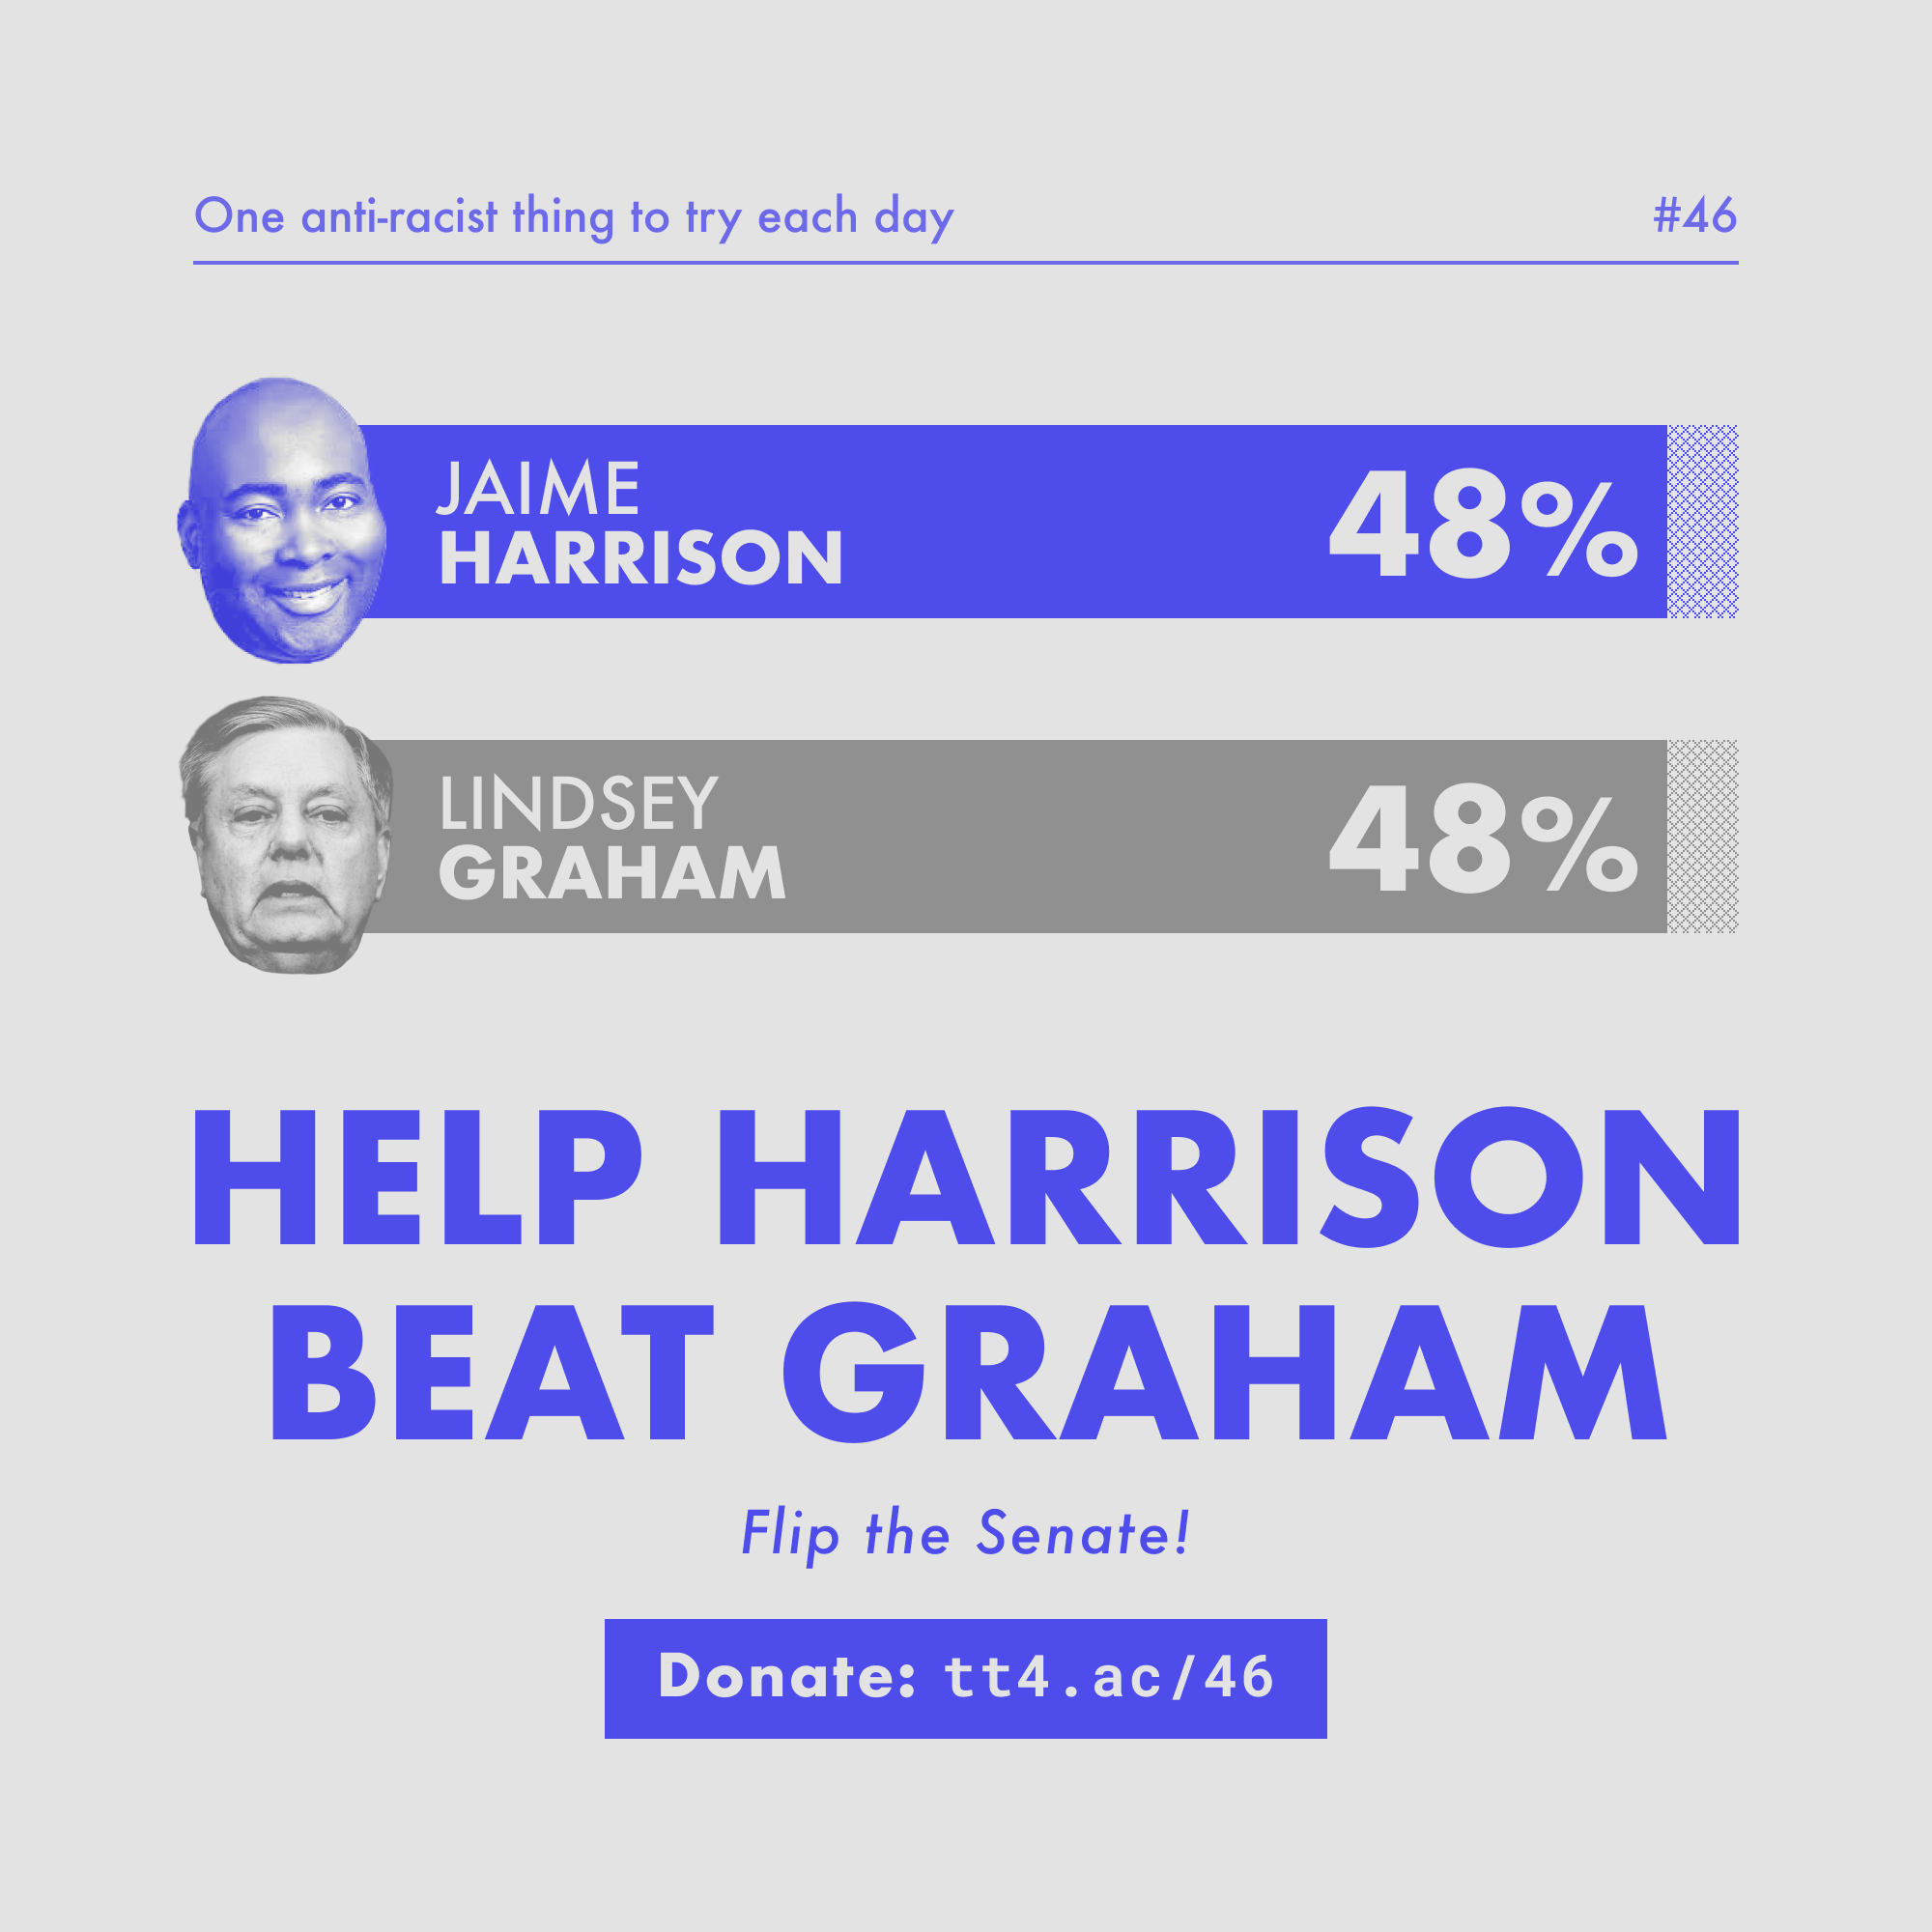 One anti-racist thing to try each day #46
JAIME
HARRISON
48%
LINDSEY
GRAHAM
48%
HELP HARRISON
BEAT GRAHAM
Flip the Senate!
Donate: tt4.ac/46